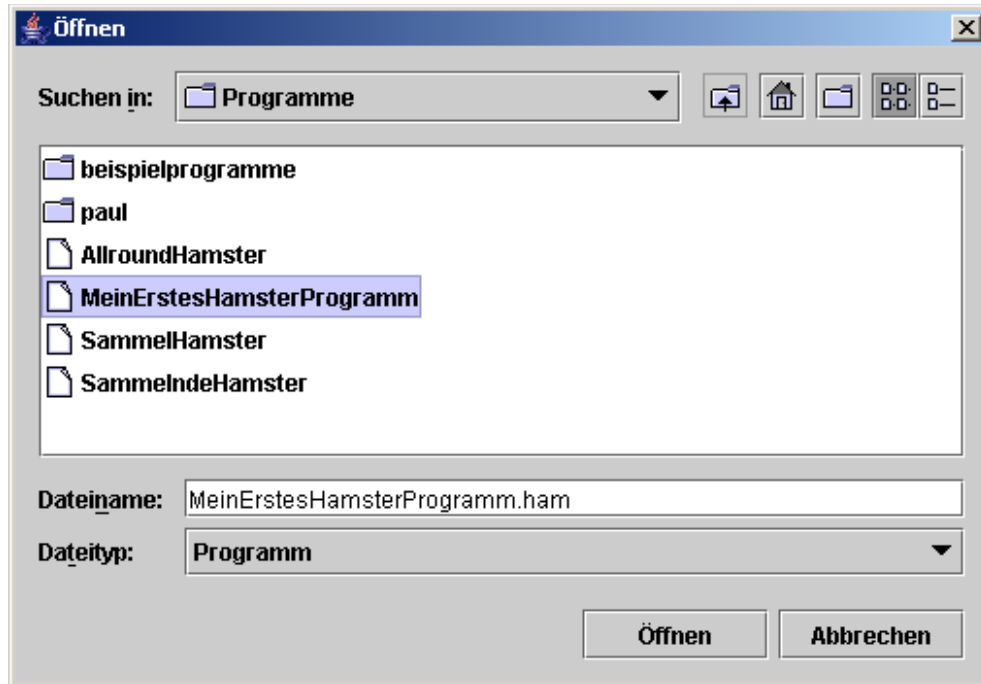 Öffnen
Suchen in: Programme
beispielprogramme
paul
AllroundHamster
MeinErstesHamsterProgramm
SammelHamster
SammelndeHamster
Dateiname: MeinErstesHamsterProgramm.ham
Dateityp: Programm
Öffnen Abbrechen